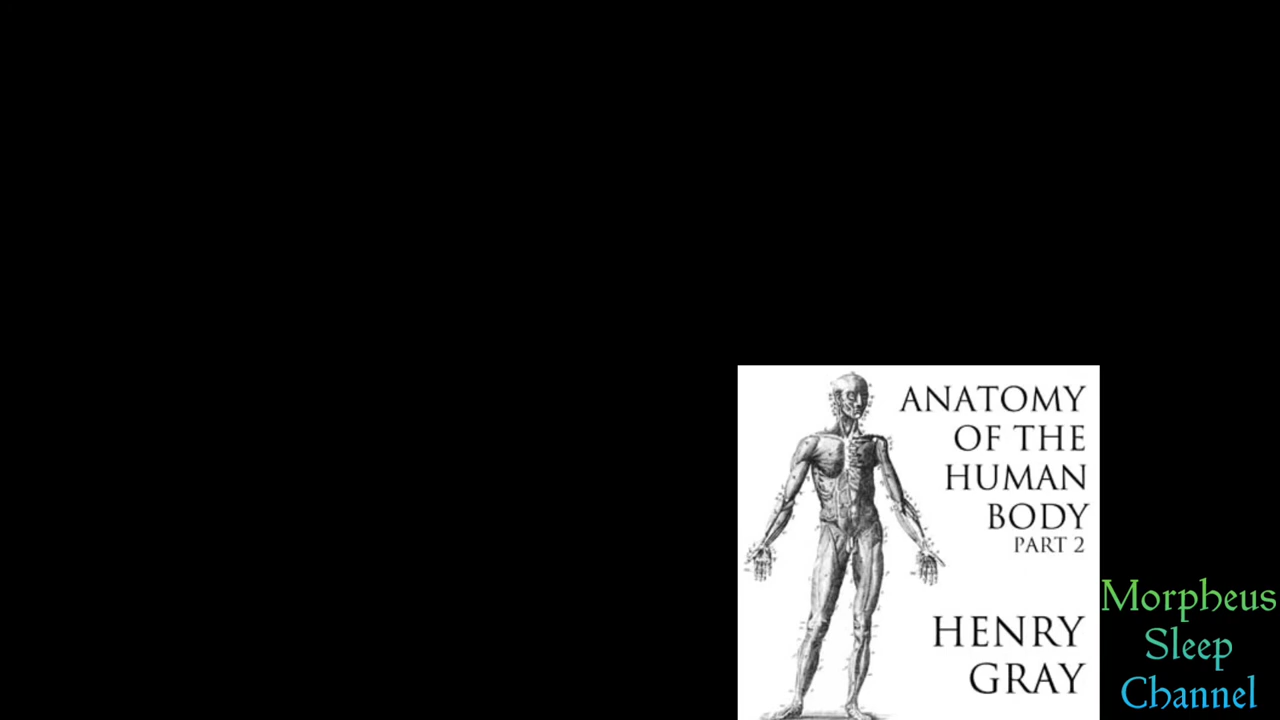 ANATOMY
OF THE
HUMAN
BODY
PART 2
HENRY
GRAY
Morpheus
Sleep
Channel